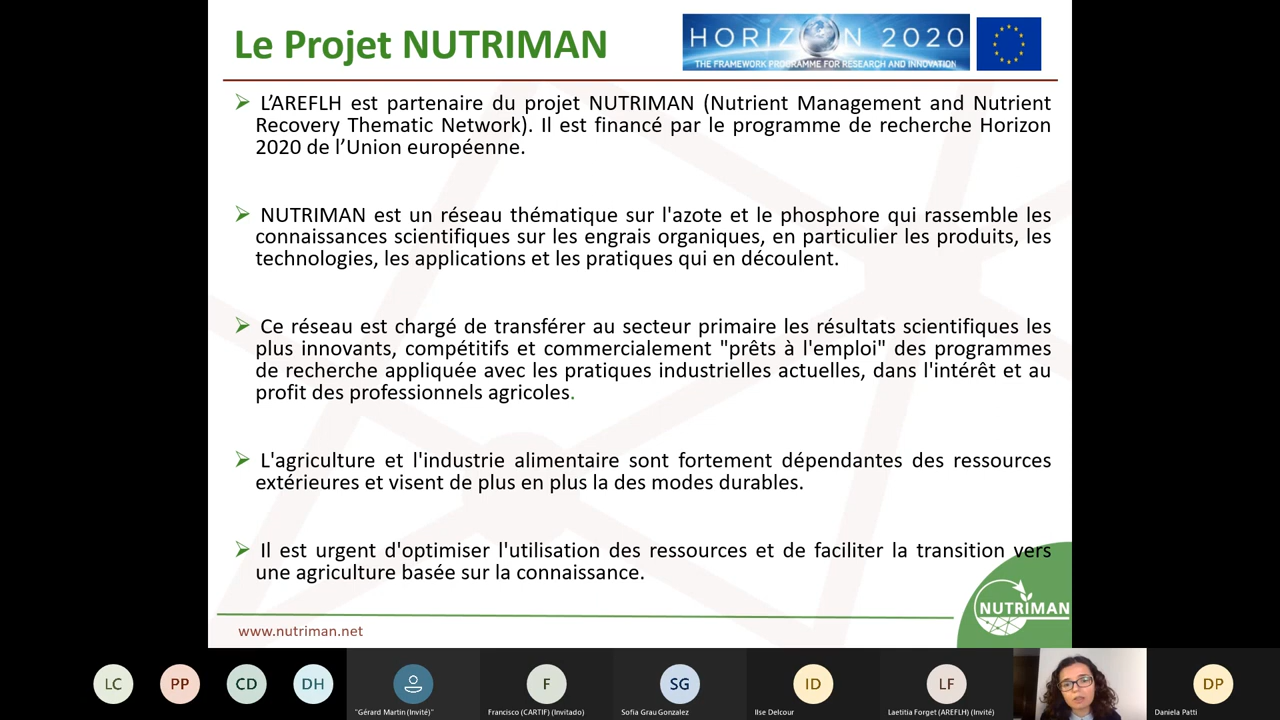 Le Projet NUTRIMAN
HORIZON 2020
THE FRAMEWORK PROGRAMME FOR RESEARCH AND INNOVATION
L’AREFLH est partenaire du projet NUTRIMAN (Nutrient Management and Nutrient
Recovery Thematic Network). Il est financé par le programme de recherche Horizon
2020 de l’Union européenne.
NUTRIMAN est un réseau thématique sur l'azote et le phosphore qui rassemble les
connaissances scientifiques sur les engrais organiques, en particulier les produits, les
technologies, les applications et les pratiques qui en découlent.
Ce réseau est chargé de transférer au secteur primaire les résultats scientifiques les
plus innovants, compétitifs et commercialement "prêts à l'emploi" des programmes
de recherche appliquée avec les pratiques industrielles actuelles, dans l'intérêt et au
profit des professionnels agricoles.
L'agriculture et l'industrie alimentaire sont fortement dépendantes des ressources
extérieures et visent de plus en plus la des modes durables.
Il est urgent d'optimiser l'utilisation des ressources et de faciliter la transition vers
une agriculture basée sur la connaissance.
NUTRIMAN
www.nutriman.net
LC PP CD DH F SG ID LF DP
"Gérard Martin (Invité)" Francisco (CARTIF) (Invitado) Sofia Grau Gonzalez Ilse Delcour Laetitia Forget (AREFLH) (Invité) Daniela Patti